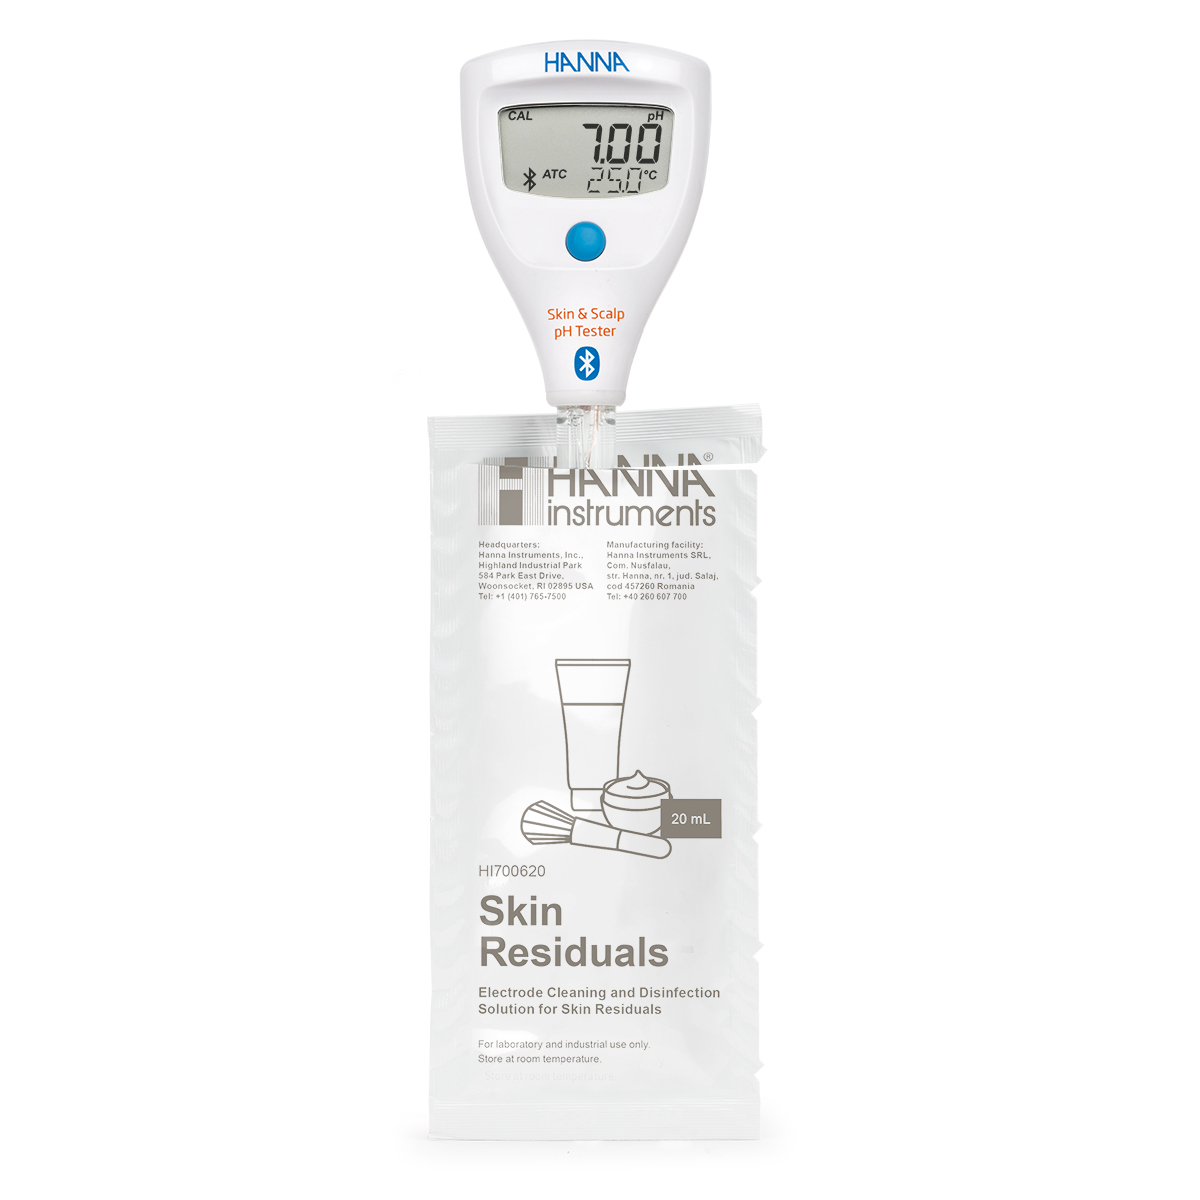 HANNA
CAL
pH
7.00
ATC
25.0°C
Skin & Scalp
pH Tester
HANNA®
instruments
Headquarters:
Hanna Instruments, Inc.,
Highland Industrial Park
584 Park East Drive,
Woonsocket, RI 02895 USA
Tel: +1 (401) 765-7500
Manufacturing facility:
Hanna Instruments SRL,
Com. Nusfalau,
str. Hanna, nr. 1, jud. Salaj,
cod 457260 Romania
Tel: +40 260 607 700
20 mL
HI700620
Skin
Residuals
Electrode Cleaning and Disinfection
Solution for Skin Residuals
For laboratory and industrial use only.
Store at room temperature.
Store at room temperature.